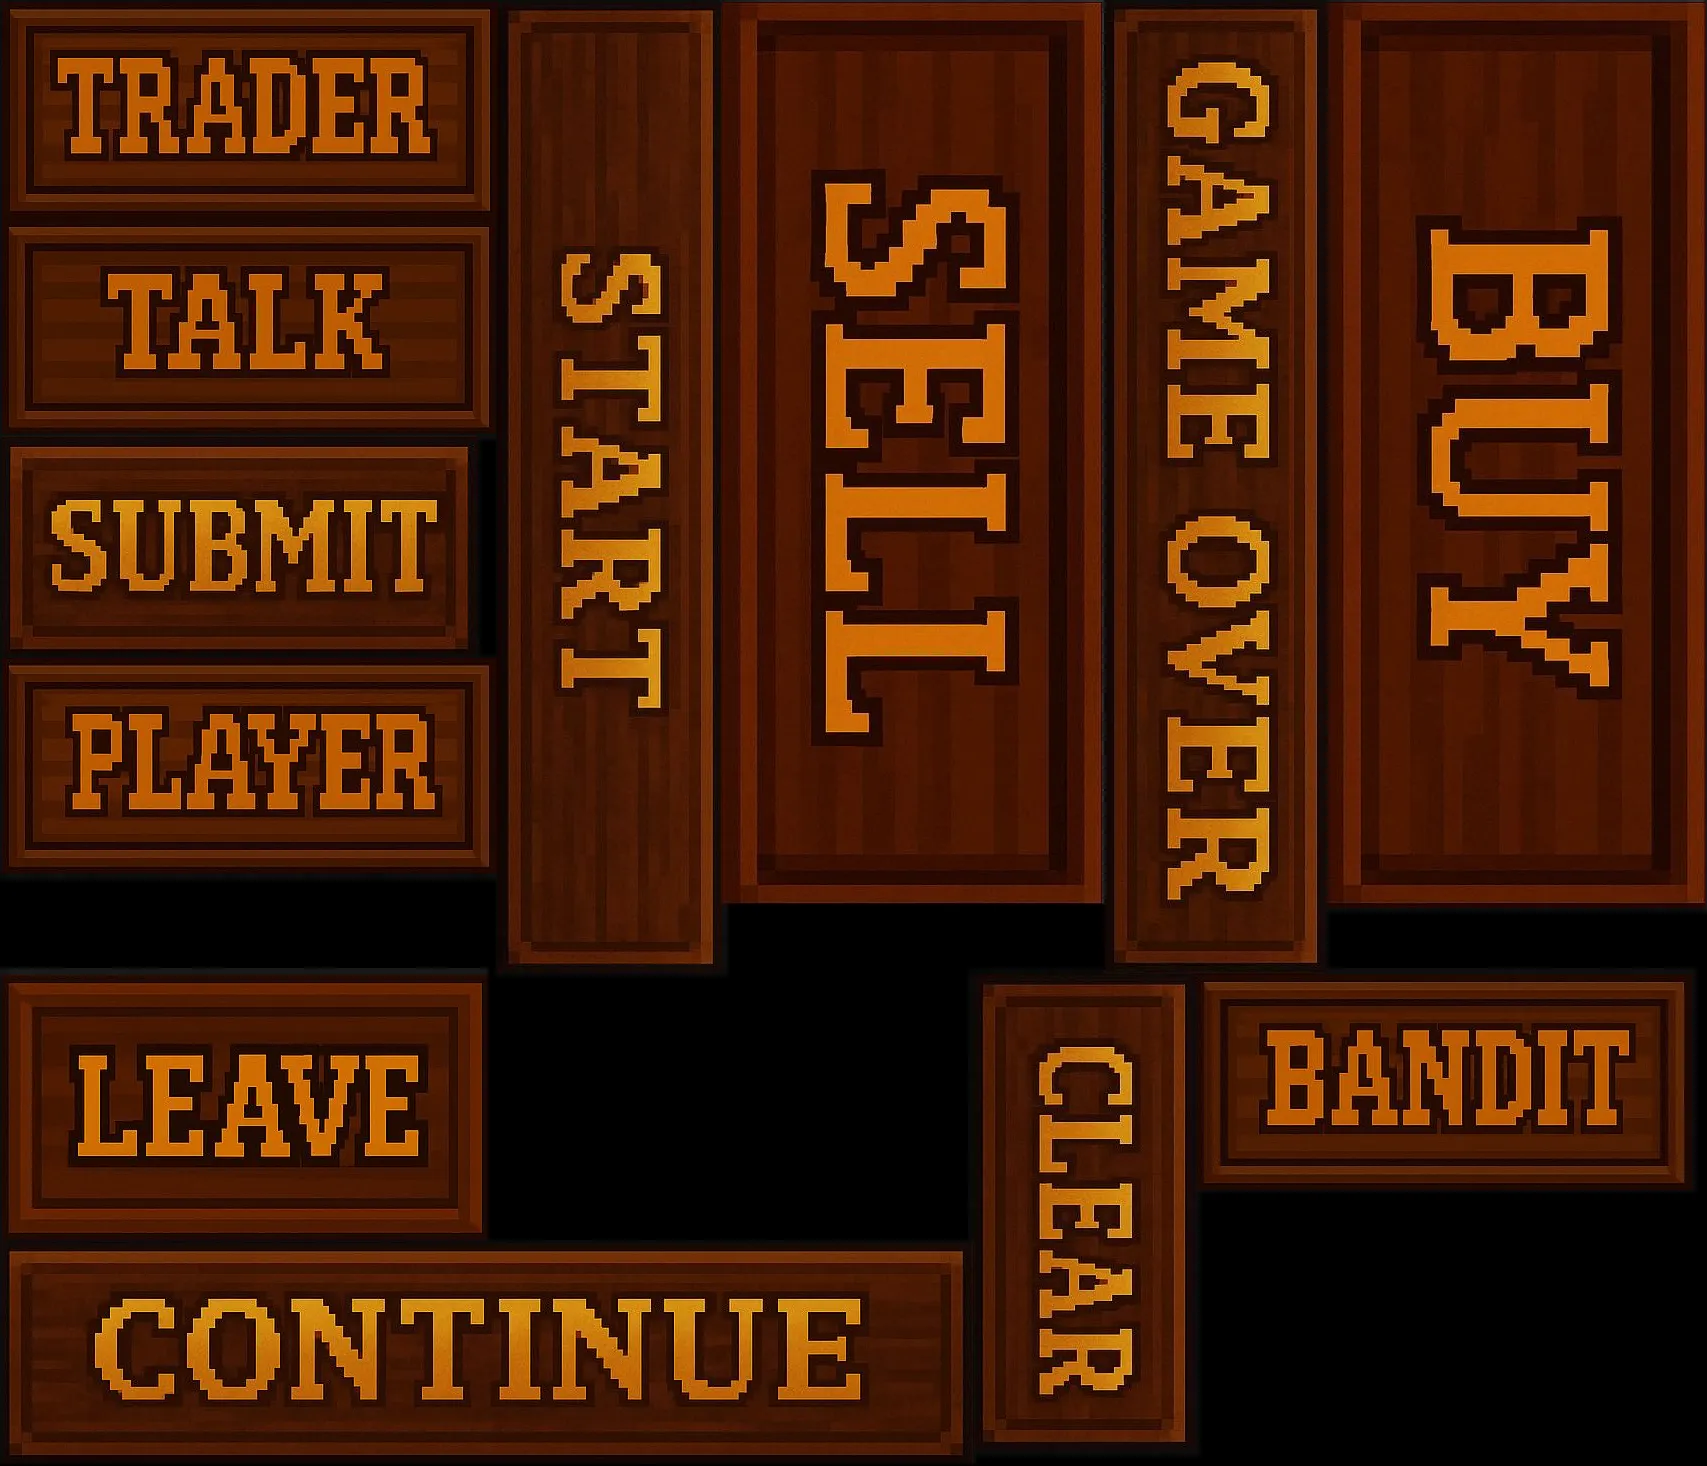 TRADER
TALK
SUBMIT
PLAYER
START
SELL
GAME OVER
BUY
LEAVE
CONTINUE
CLEAR
BANDIT